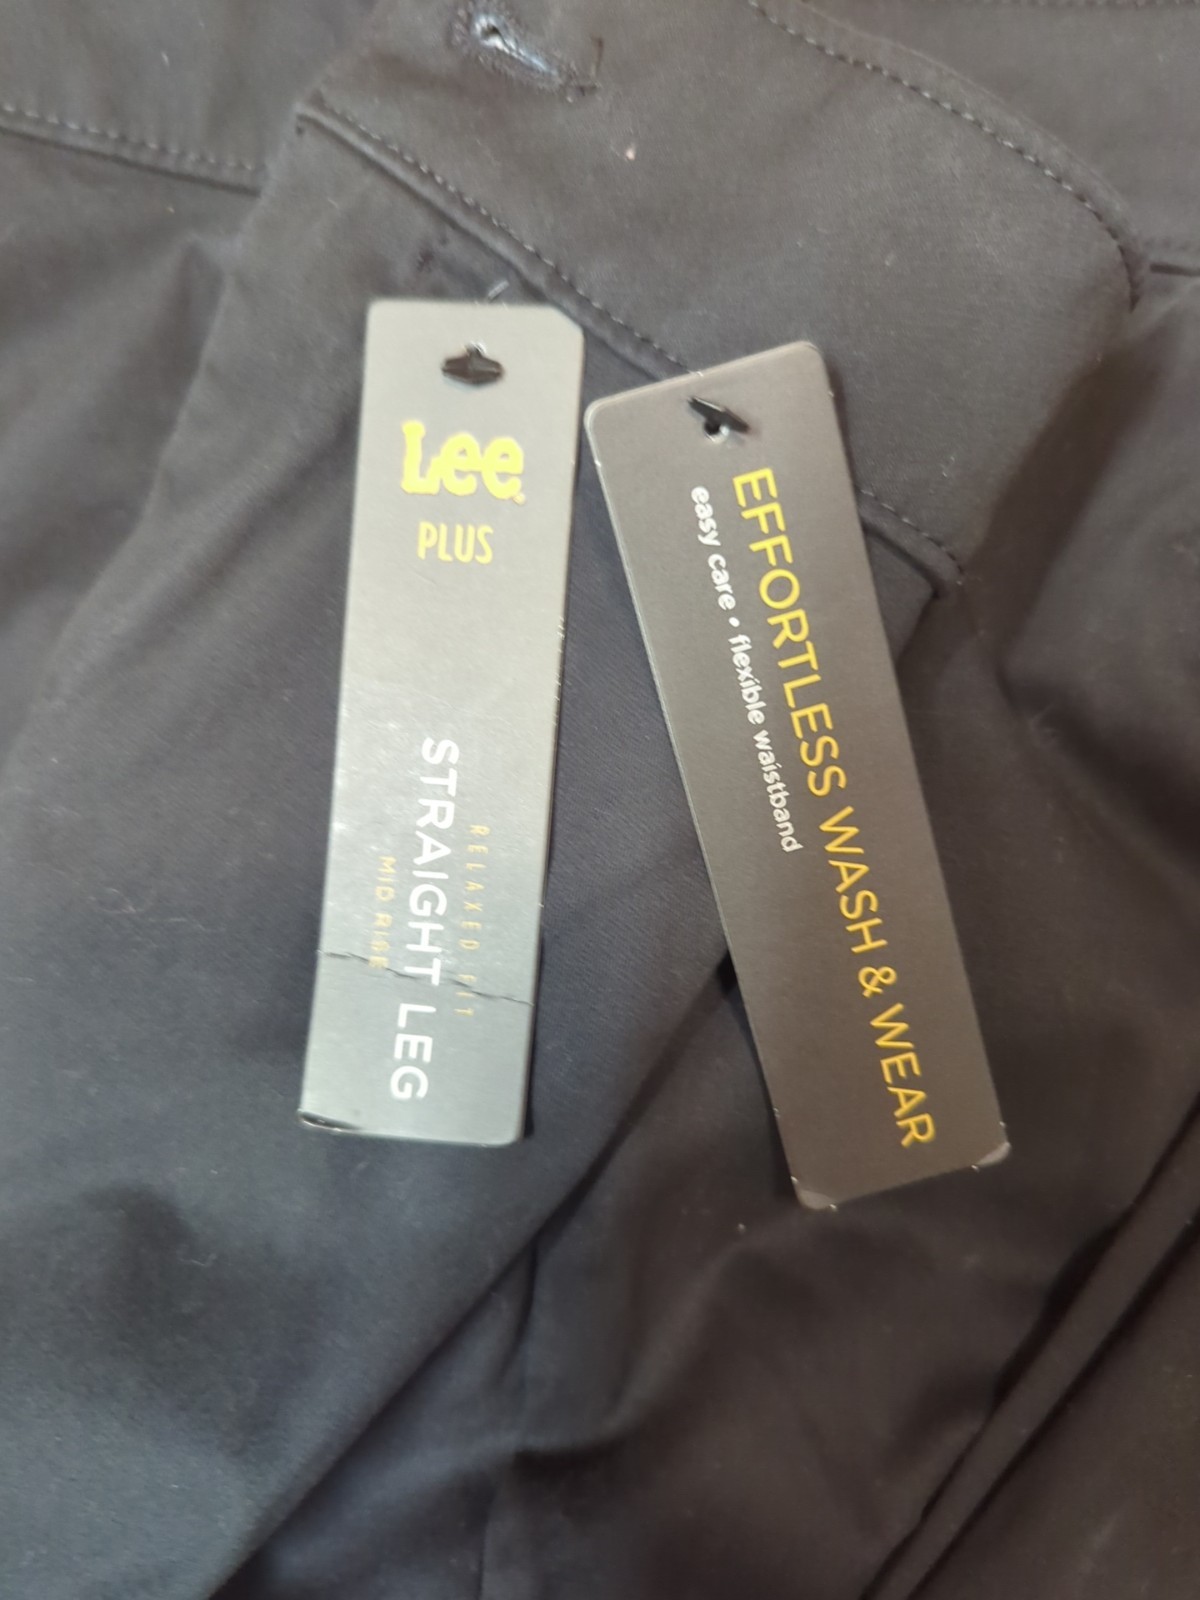 Lee
PLUS
RELAXED FIT
STRAIGHT LEG
MID RISE
EFFORTLESS WASH & WEAR
easy care • flexible waistband